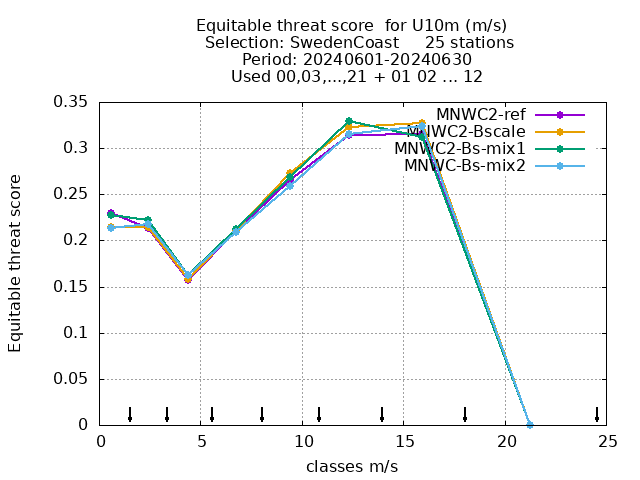 Equitable threat score  for U10m (m/s)
Selection: SwedenCoast     25 stations
Period: 20240601-20240630
Used 00,03,...,21 + 01 02 ... 12
MNWC2-ref
MNWC2-Bscale
MNWC2-Bs-mix1
MNWC-Bs-mix2
Equitable threat score
0.35
0.3
0.25
0.2
0.15
0.1
0.05
0
0 5 10 15 20 25
classes m/s